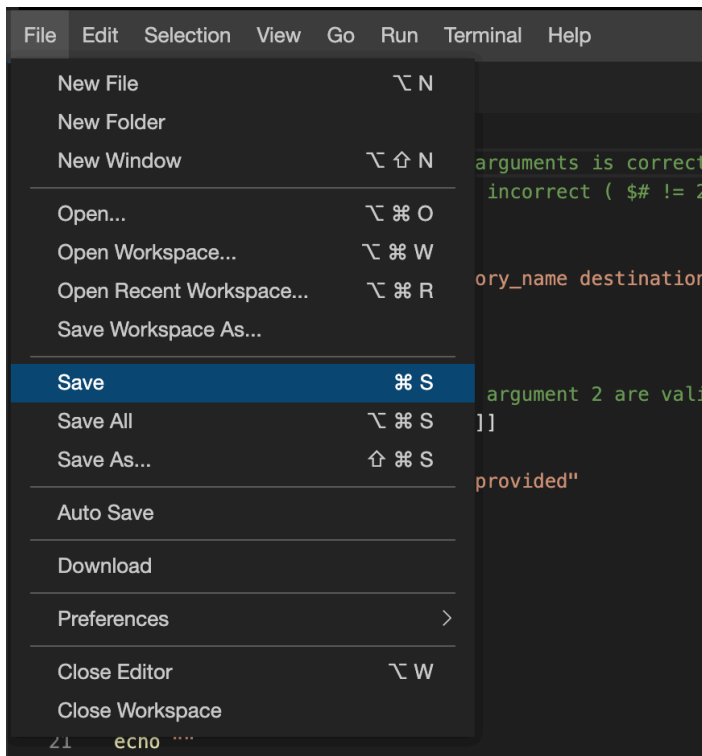 File Edit Selection View Go Run Terminal Help
New File ⌥ N
New Folder
New Window ⌥ ⇧ N
arguments is correct
Open... ⌥ ⌘ O
incorrect ( $# != 2
Open Workspace... ⌥ ⌘ W
Open Recent Workspace... ⌥ ⌘ R
ory_name destination
Save Workspace As...
Save ⌘ S
argument 2 are vali
Save All ⌥ ⌘ S
]]
Save As... ⇧ ⌘ S
provided"
Auto Save
Download
Preferences >
Close Editor ⌥ W
Close Workspace
21 echo ""